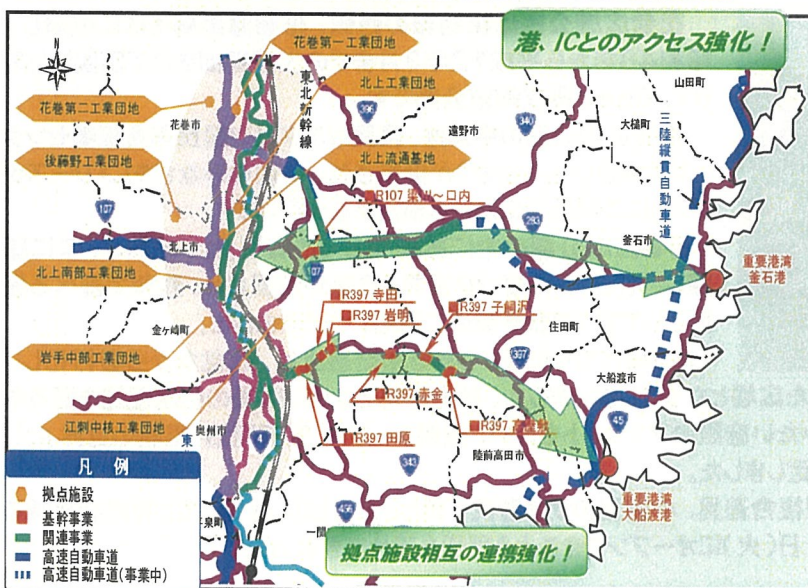 港、ICとのアクセス強化！
花巻第一工業団地
北上工業団地
花巻第二工業団地
後藤野工業団地
北上流通基地
北上南部工業団地
岩手中部工業団地
江刺中核工業団地
東北新幹線
三陸縦貫自動車道
山田町
大槌町
遠野市
花巻市
北上市
釜石市
金ヶ崎町
住田町
大船渡市
奥州市
陸前高田市
一関
396
340
107
283
107
397
45
4
343
456
R107 梁川～口内
R397 寺田
R397 岩明
R397 子飼沢
R397 赤金
R397 田原
重要港湾
釜石港
重要港湾
大船渡港
東
泉町
拠点施設相互の連携強化！
凡例
拠点施設
基幹事業
関連事業
高速自動車道
高速自動車道(事業中)